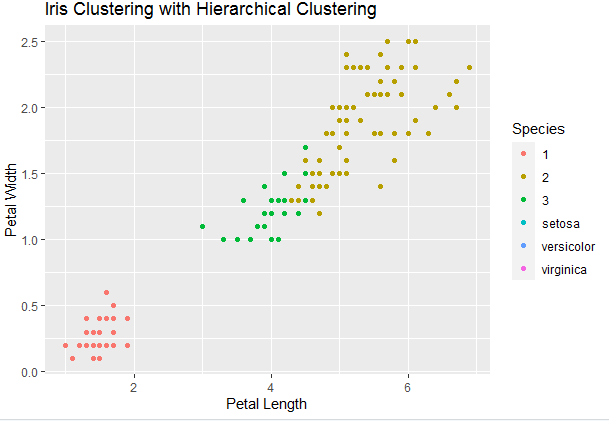 Iris Clustering with Hierarchical Clustering
2.5
2.0
1.5
1.0
0.5
0.0
Petal Width
2
4
6
Petal Length
Species
1
2
3
setosa
versicolor
virginica